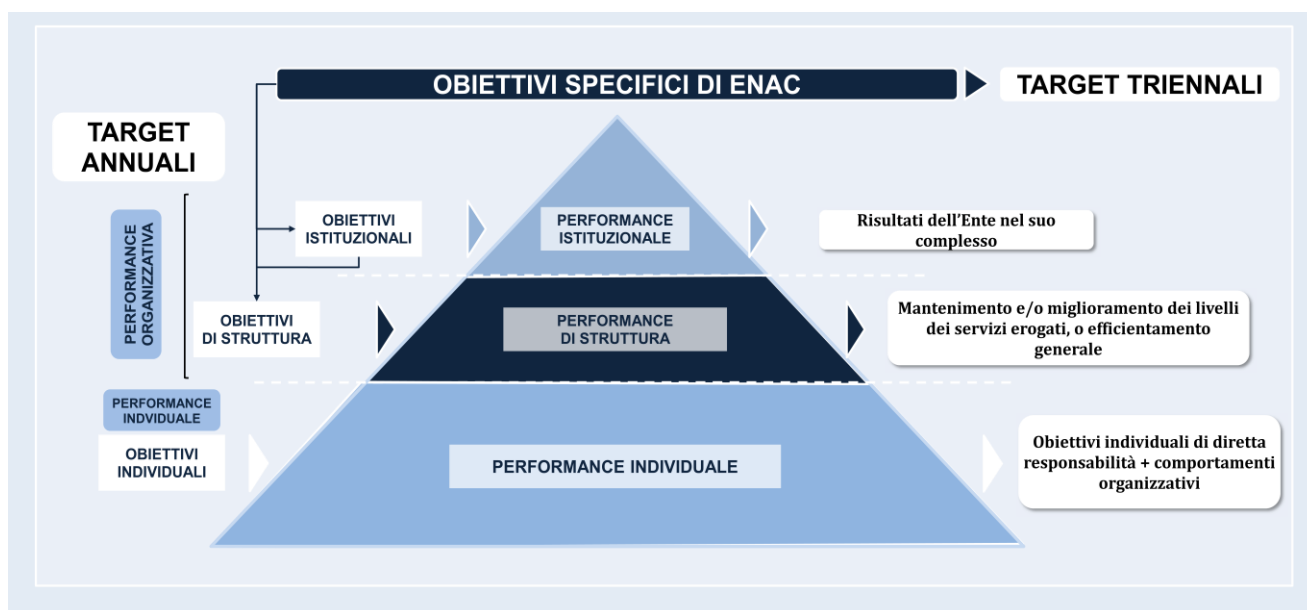 OBIETTIVI SPECIFICI DI ENAC
TARGET TRIENNALI
TARGET
ANNUALI
PERFORMANCE
ORGANIZZATIVA
OBIETTIVI
ISTITUZIONALI
PERFORMANCE
ISTITUZIONALE
Risultati dell'Ente nel suo
complesso
OBIETTIVI
DI STRUTTURA
PERFORMANCE
DI STRUTTURA
Mantenimento e/o miglioramento dei livelli
dei servizi erogati, o efficientamento
generale
PERFORMANCE
INDVIDUALE
OBIETTIVI
INDIVIDUALI
PERFORMANCE INDIVIDUALE
Obiettivi individuali di diretta
responsabilità + comportamenti
organizzativi